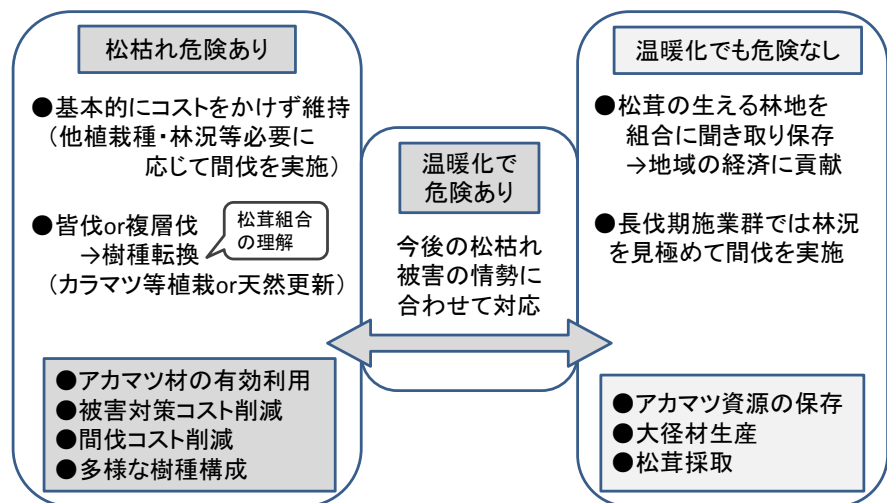 松枯れ危険あり
●基本的にコストをかけず維持
（他植栽種・林況等必要に
応じて間伐を実施）
●皆伐or複層伐
→樹種転換
（カラマツ等植栽or天然更新）
松茸組合
の理解
●アカマツ材の有効利用
●被害対策コスト削減
●間伐コスト削減
●多様な樹種構成
温暖化で
危険あり
今後の松枯れ
被害の情勢に
合わせて対応
温暖化でも危険なし
●松茸の生える林地を
組合に聞き取り保存
→地域の経済に貢献
●長伐期施業群では林況
を見極めて間伐を実施
●アカマツ資源の保存
●大径材生産
●松茸採取